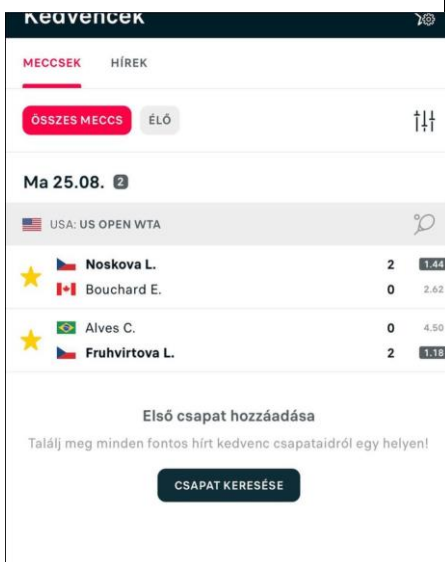 Kedvencek
MECCSEK HÍREK
ÖSSZES MECCS ÉLŐ
Ma 25.08. 2
USA: US OPEN WTA
Noskova L. 2 1.44
Bouchard E. 0 2.62
Alves C. 0 4.50
Fruhvirtova L. 2 1.18
Első csapat hozzáadása
Találj meg minden fontos hírt kedvenc csapataidról egy helyen!
CSAPAT KERESÉSE